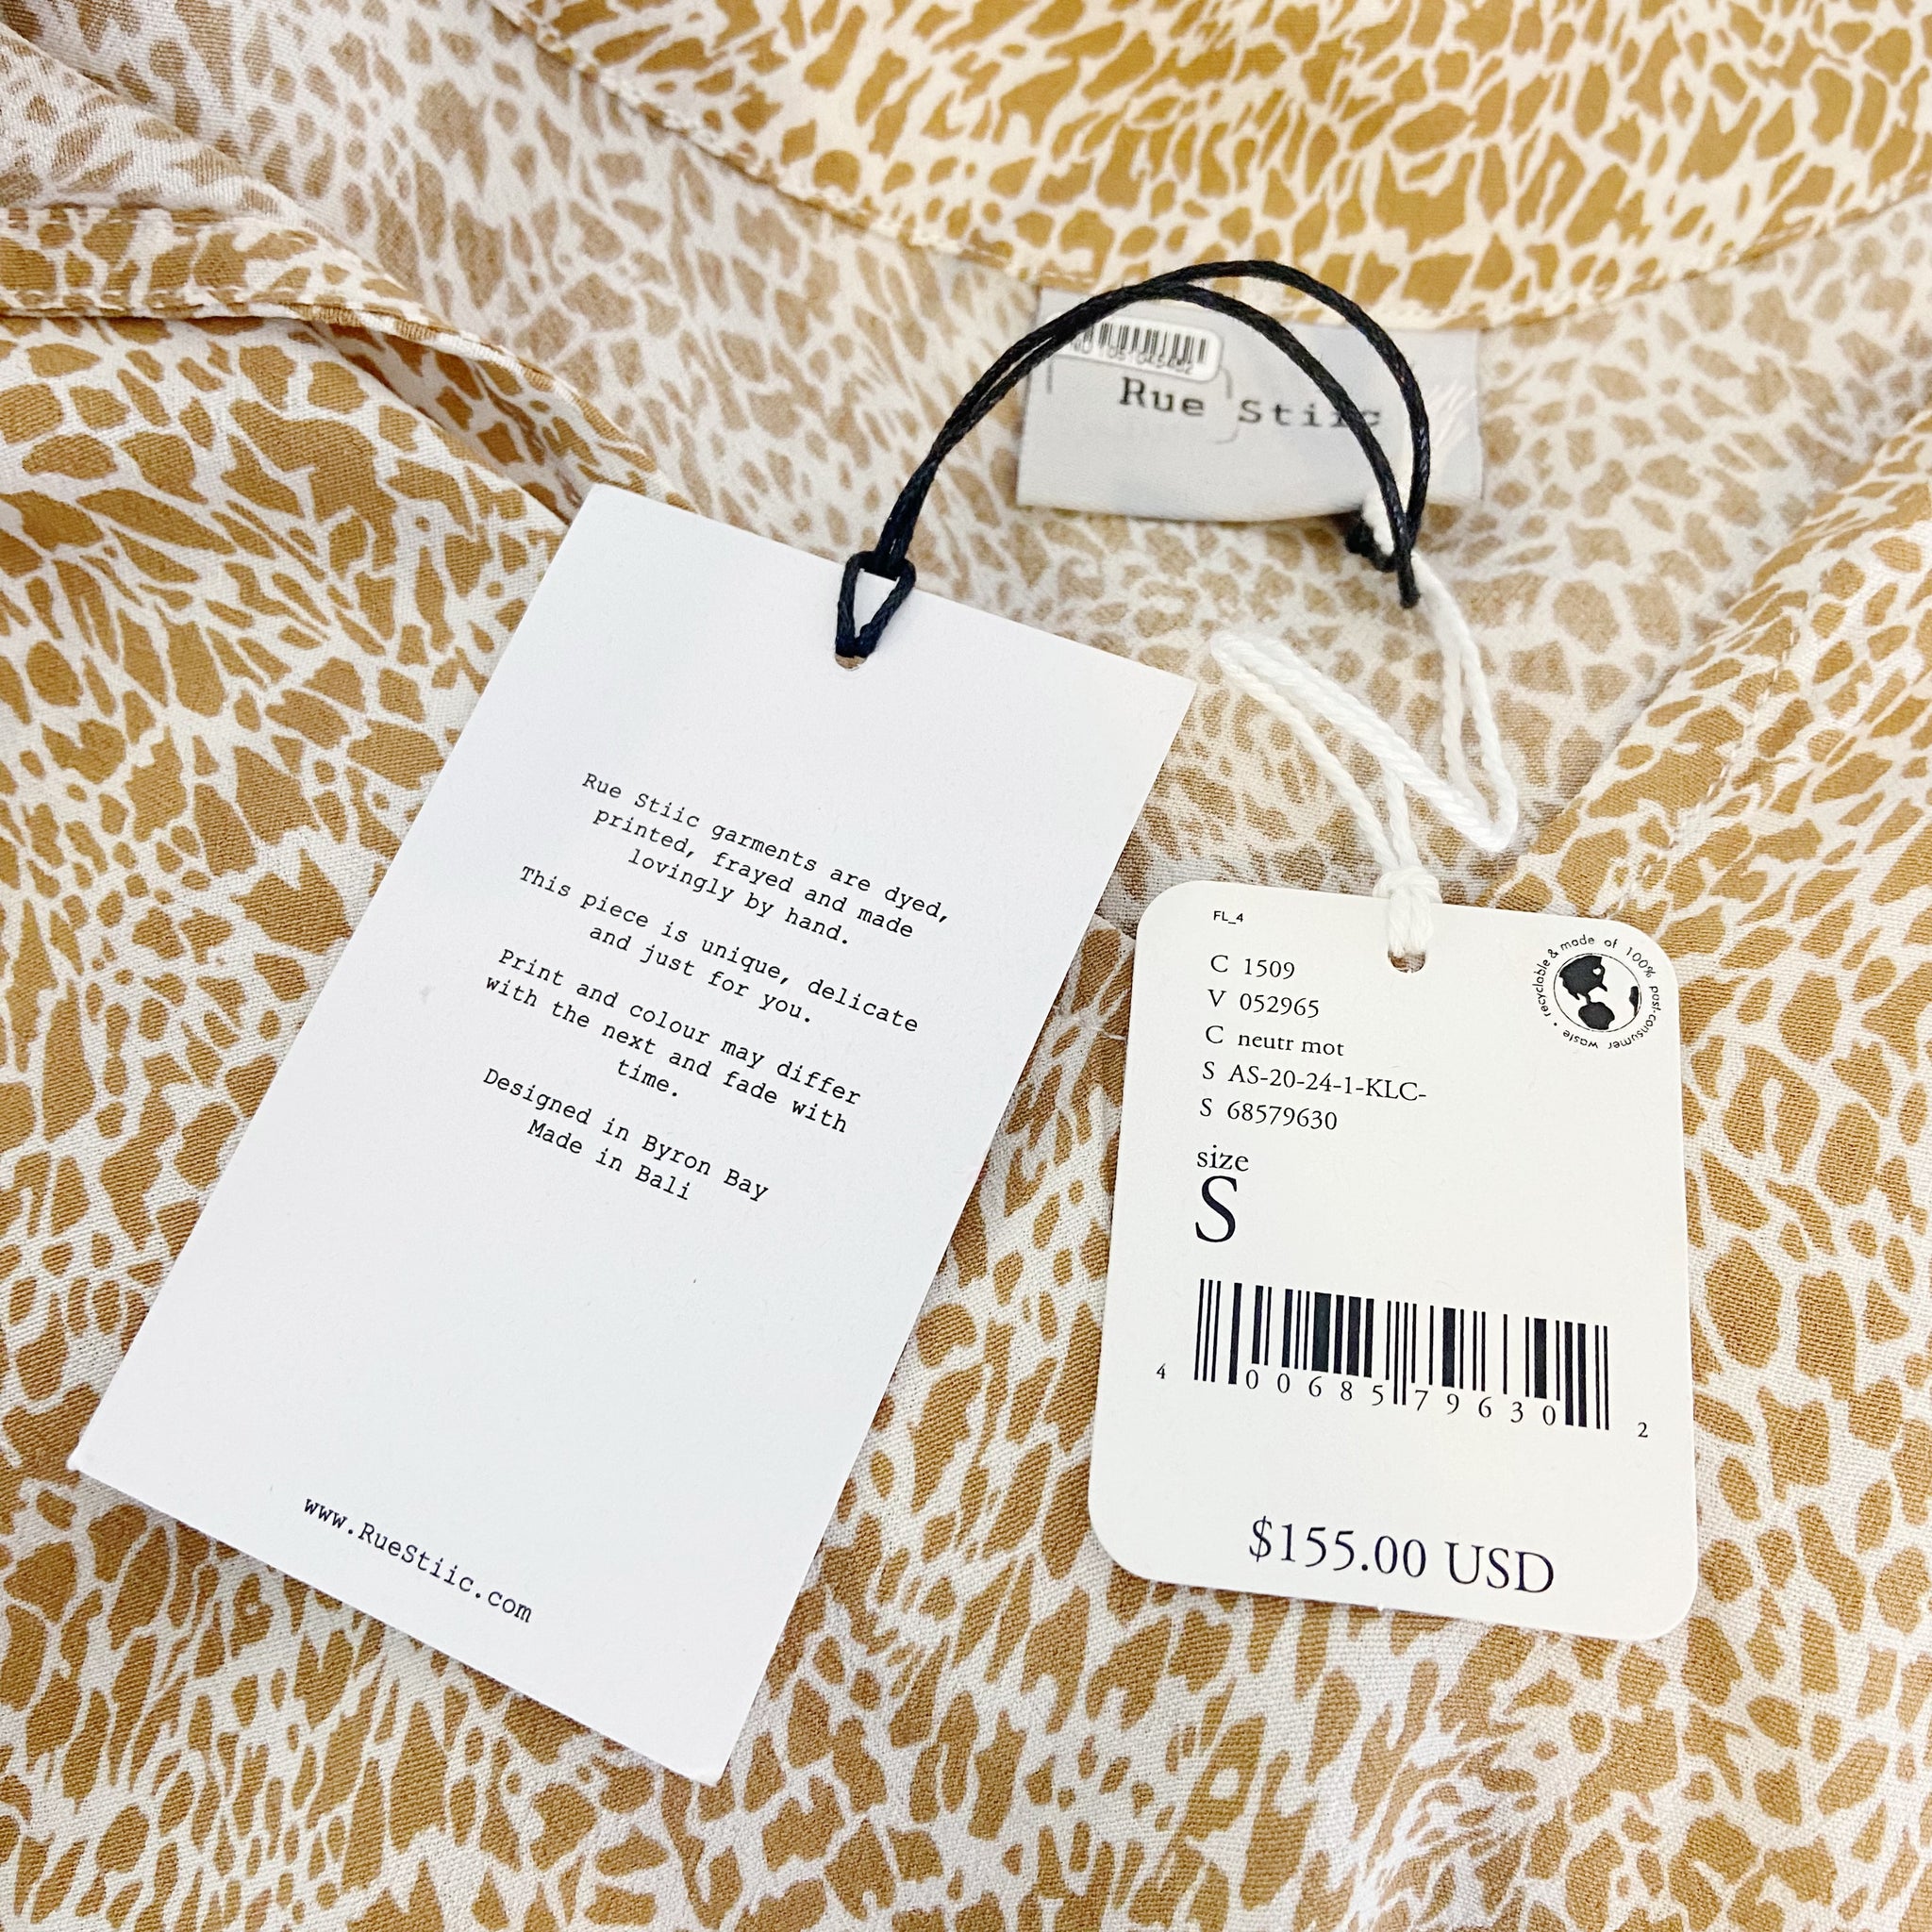 Rue Stiic
Rue Stiic garments are dyed,
printed, frayed and made
lovingly by hand.
This piece is unique, delicate
and just for you.
Print and colour may differ
with the next and fade with
time.
Designed in Byron Bay
Made in Bali
www.RueStiic.com
FL_4
recyclable & made of 100% post-consumer waste
C 1509
V 052965
C neutr mot
S AS-20-24-1-KLC-
S 68579630
size
S
4 00685 79630 2
$155.00 USD